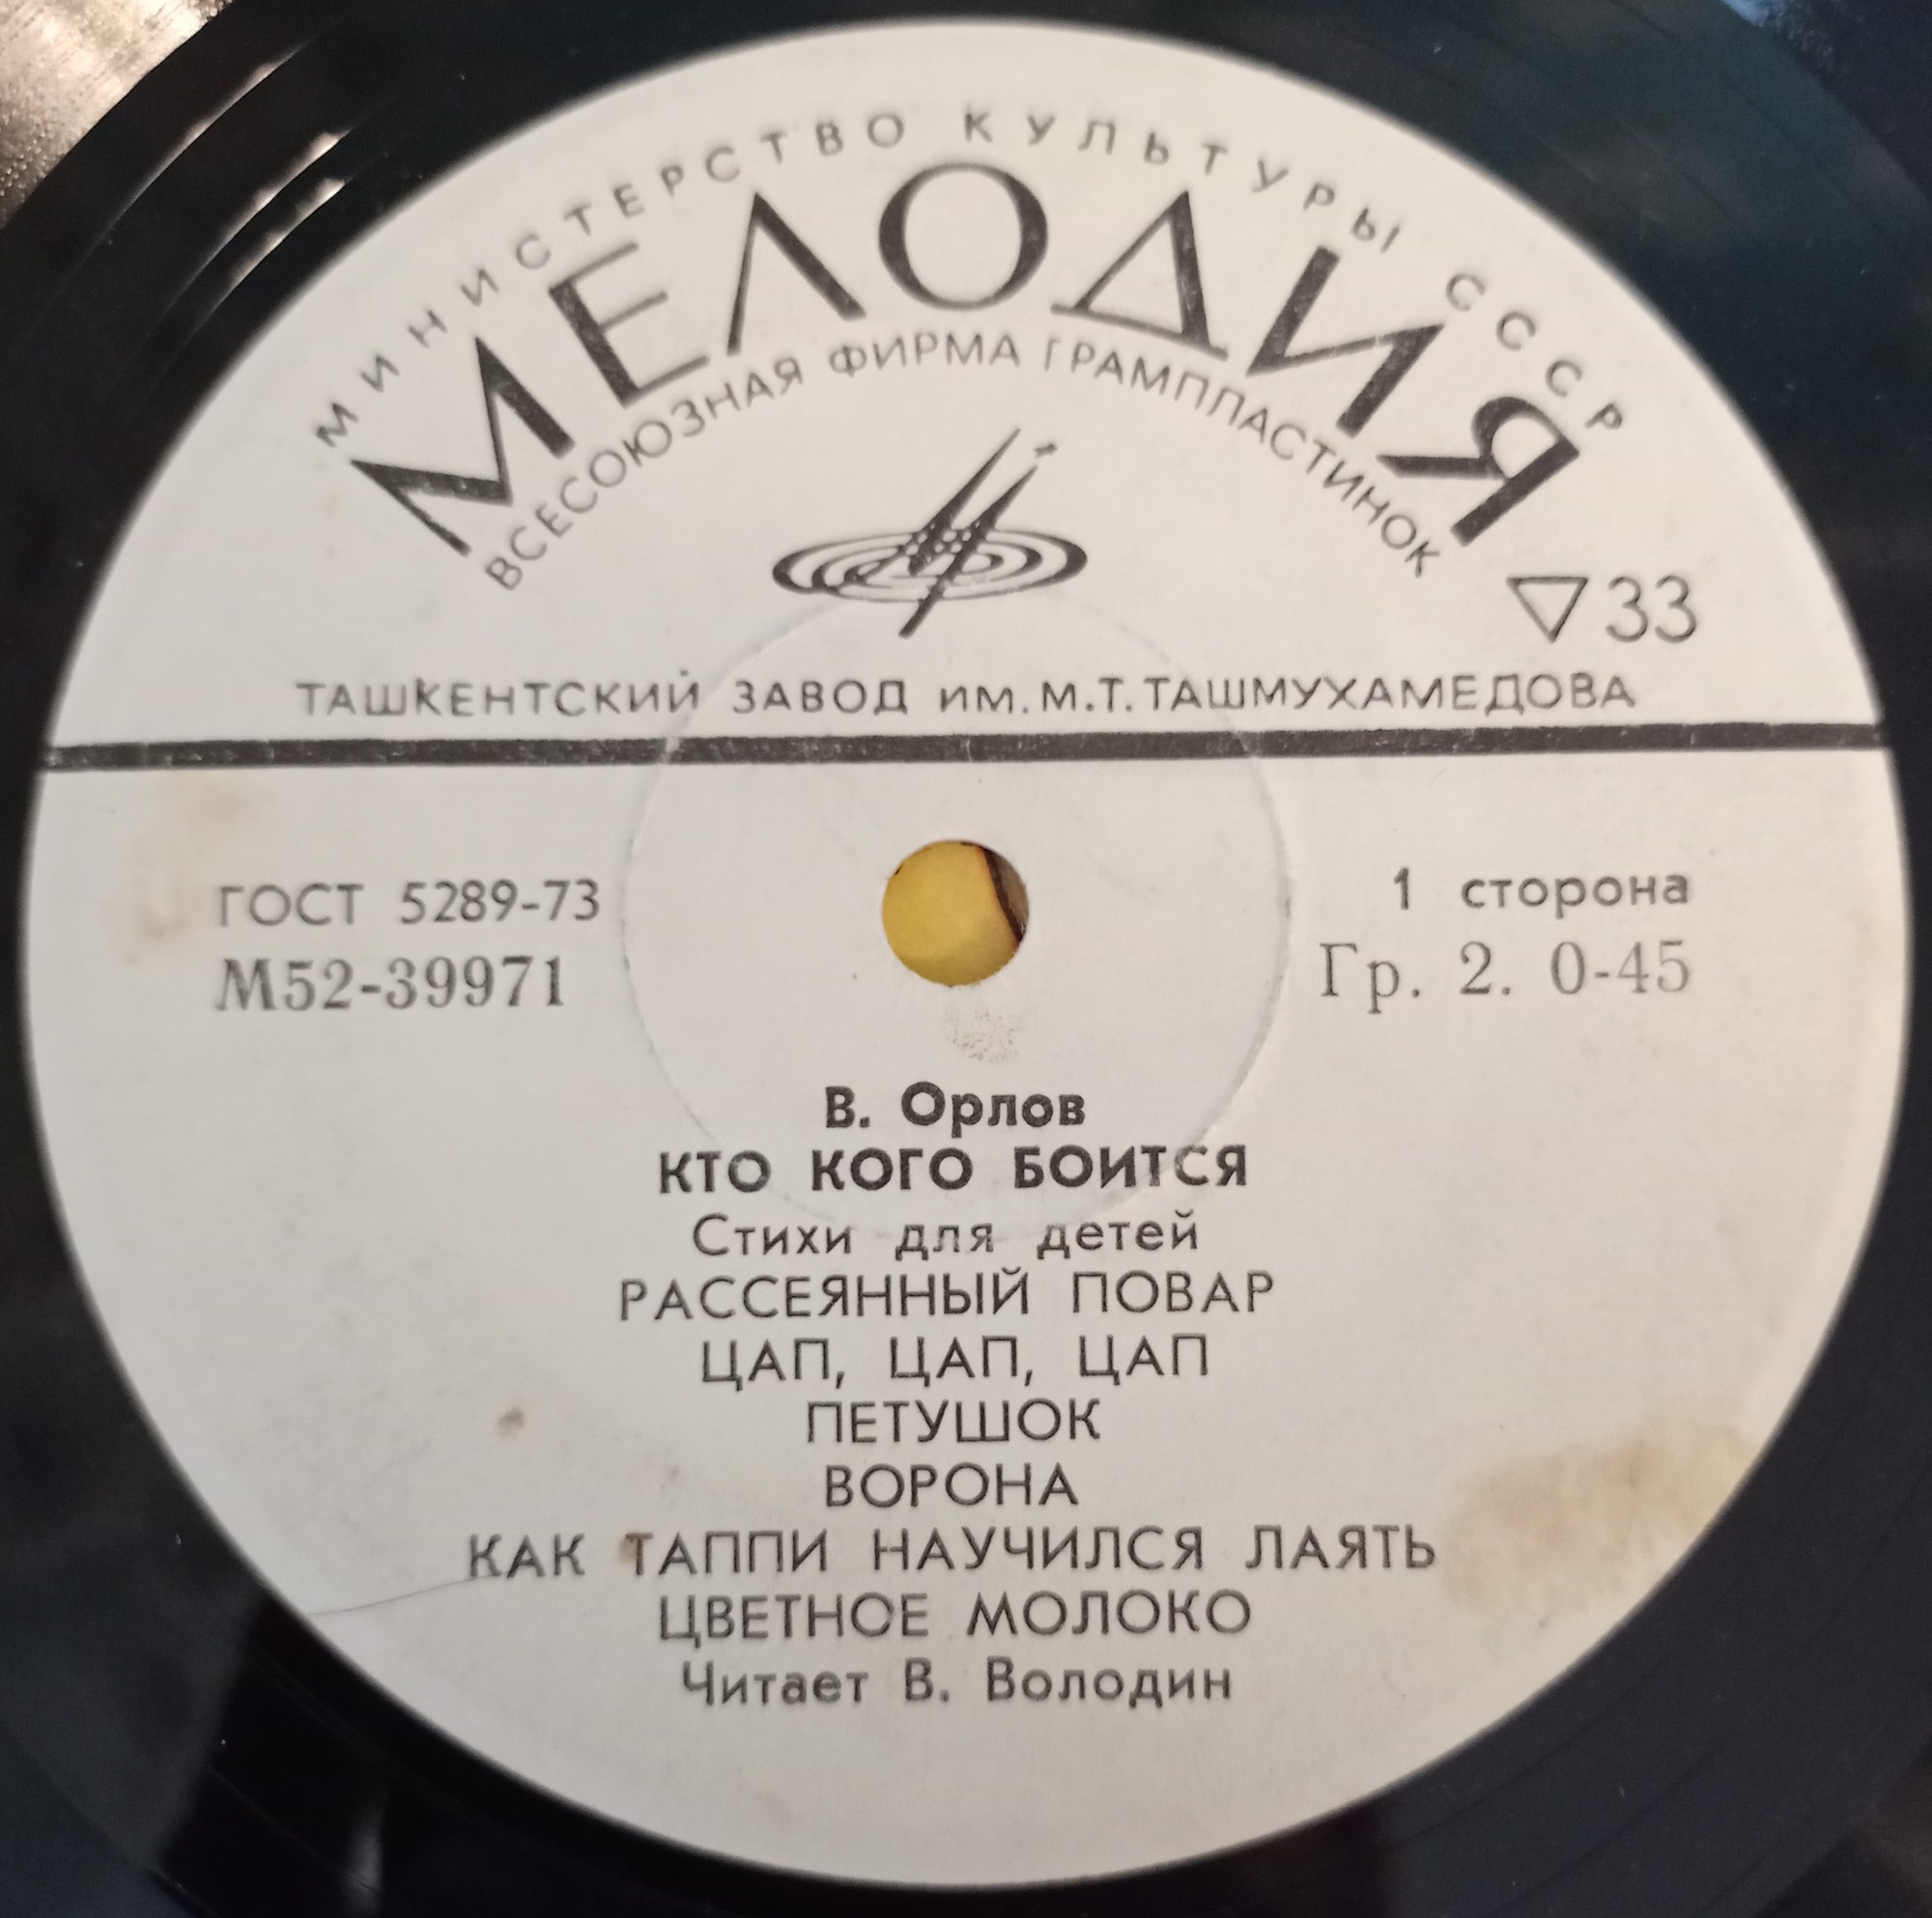 МИНИСТЕРСТВО КУЛЬТУРЫ СССР
МЕЛОДИЯ
ВСЕСОЮЗНАЯ ФИРМА ГРАМПЛАСТИНОК
▽33
ТАШКЕНТСКИЙ ЗАВОД ИМ. М.Т. ТАШМУХАМЕДОВА
ГОСТ 5289-73
1 сторона
М52-39971
Гр. 2. 0-45
В. Орлов
КТО КОГО БОИТСЯ
Стихи для детей
РАССЕЯННЫЙ ПОВАР
ЦАП, ЦАП, ЦАП
ПЕТУШОК
ВОРОНА
КАК ТАППИ НАУЧИЛСЯ ЛАЯТЬ
ЦВЕТНОЕ МОЛОКО
Читает В. Володин